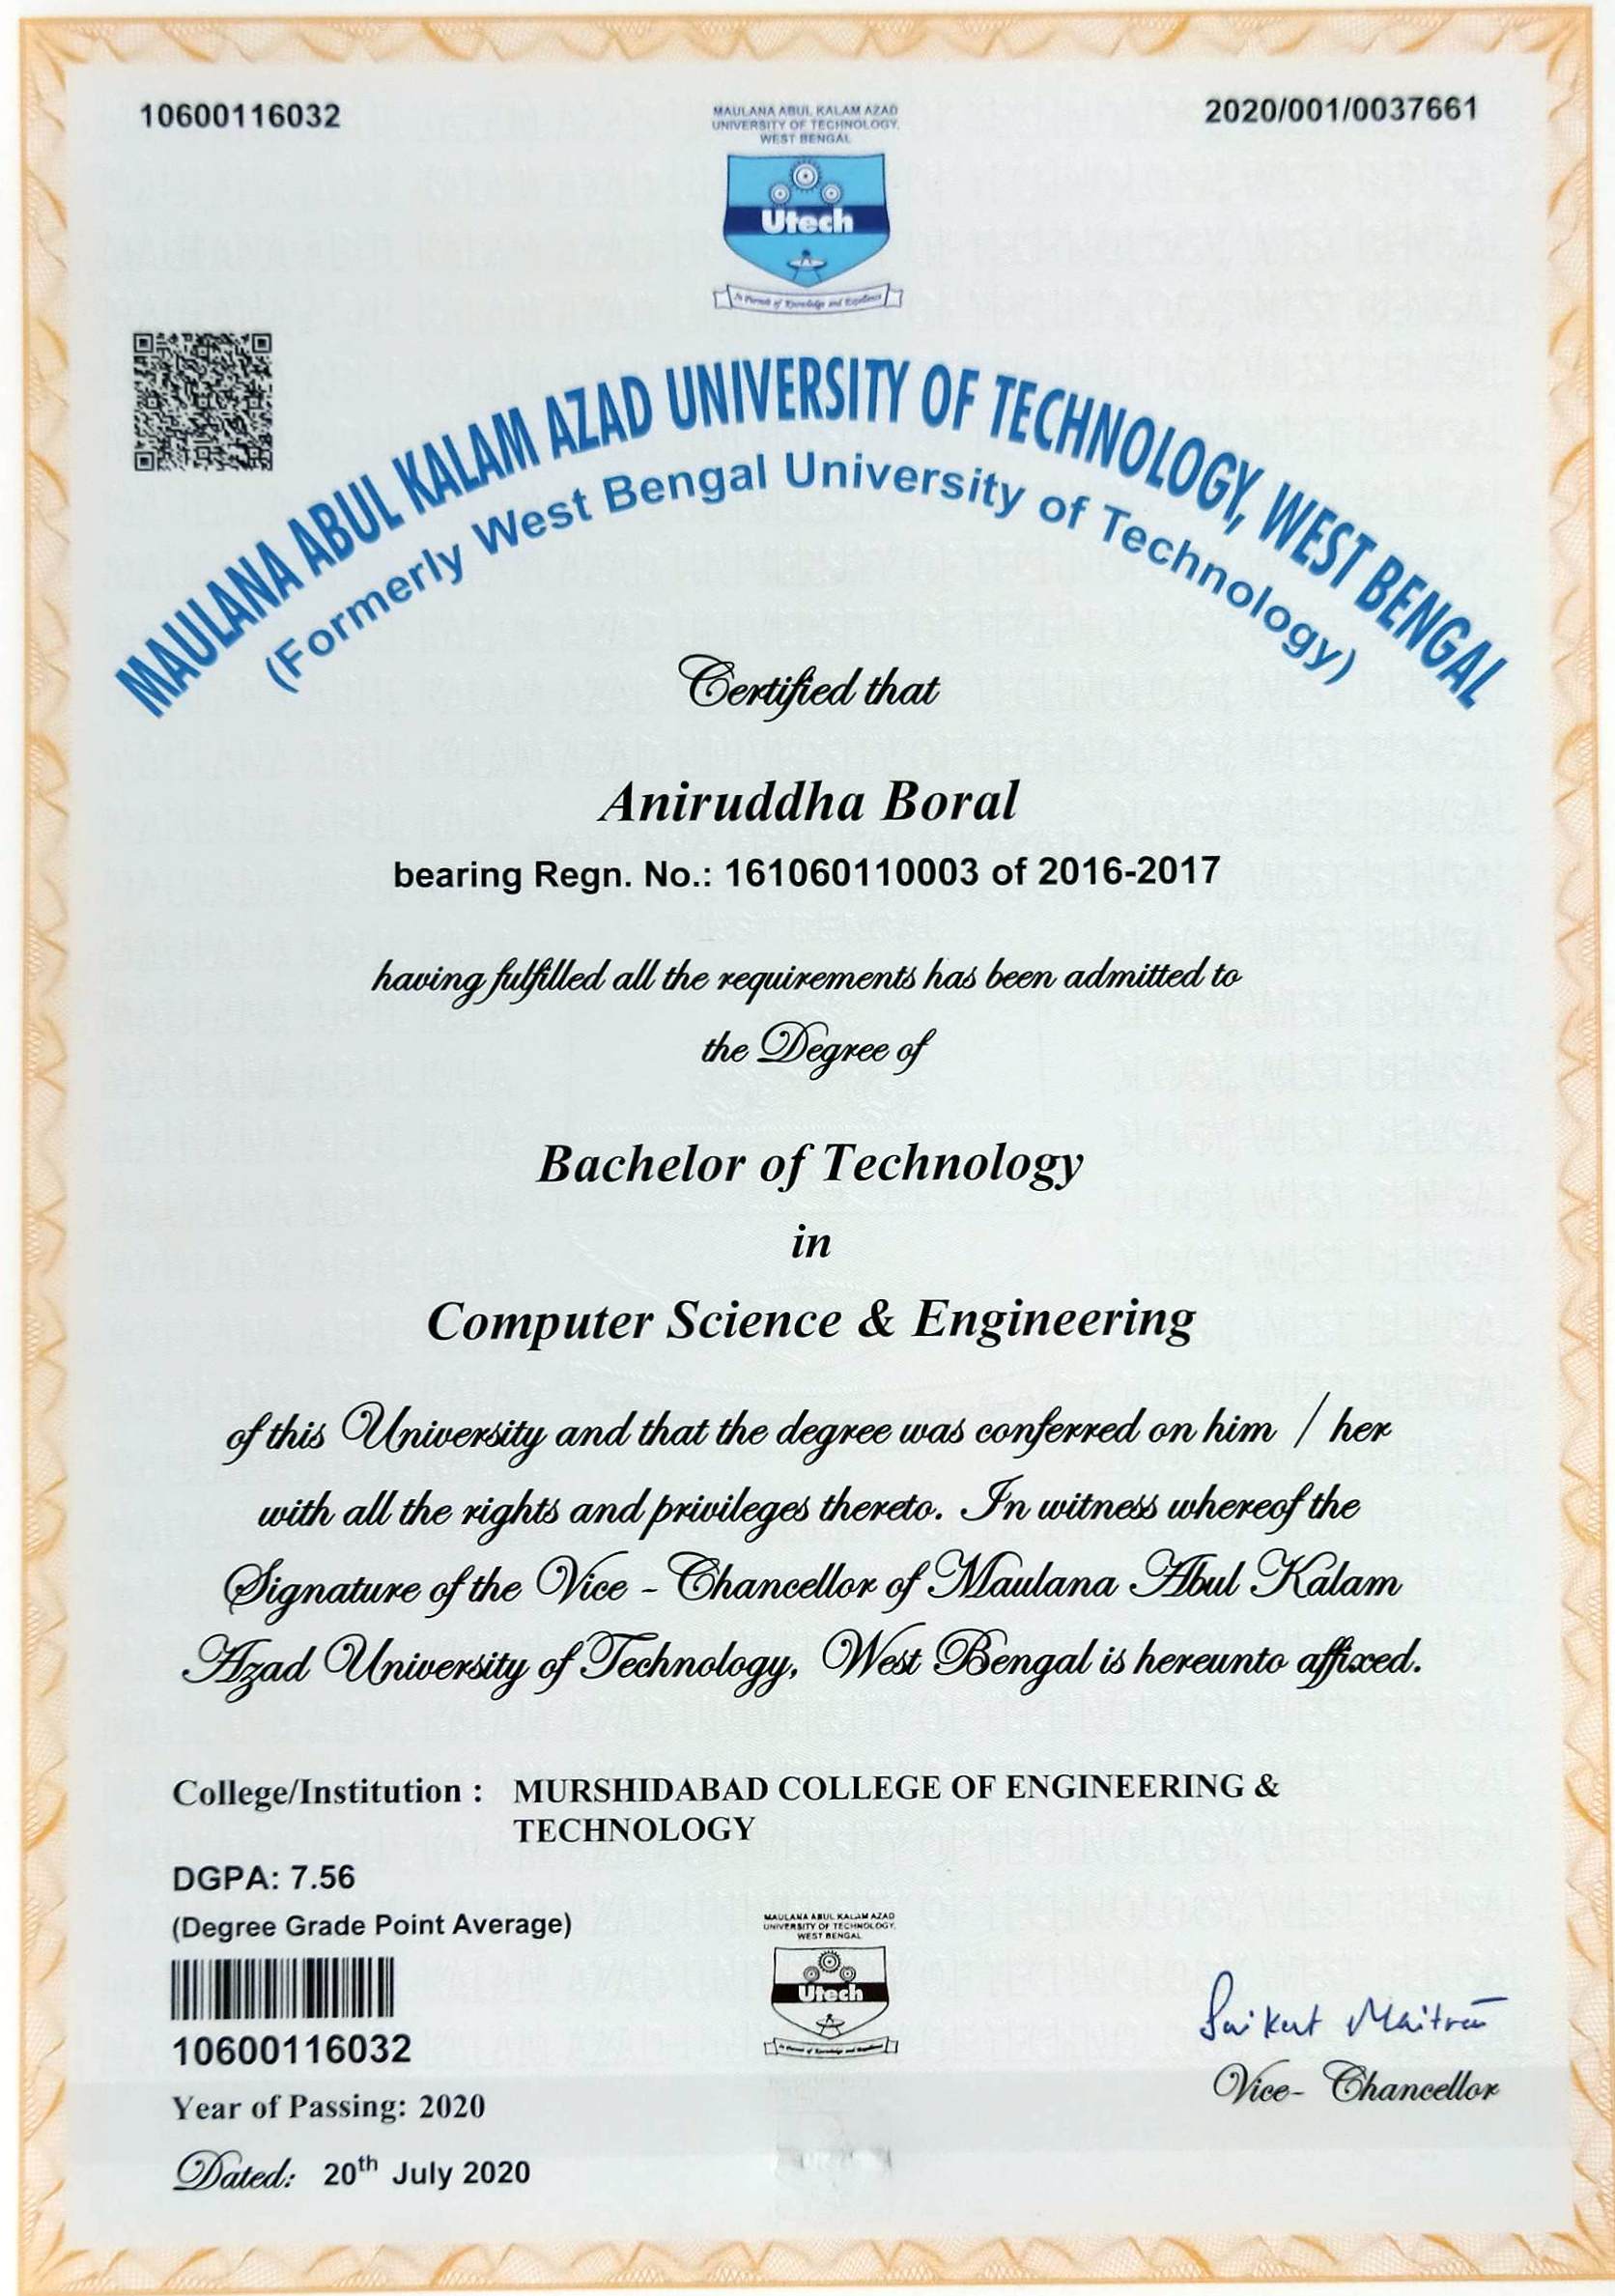 10600116032
2020/001/0037661
MAULANA ABUL KALAM AZAD
UNIVERSITY OF TECHNOLOGY,
WEST BENGAL
Utech
In Pursuit of Knowledge and Excellence
MAULANA ABUL KALAM AZAD UNIVERSITY OF TECHNOLOGY, WEST BENGAL
(Formerly West Bengal University of Technology)
Certified that
Aniruddha Boral
bearing Regn. No.: 161060110003 of 2016-2017
having fulfilled all the requirements has been admitted to
the Degree of
Bachelor of Technology
in
Computer Science & Engineering
of this University and that the degree was conferred on him / her
with all the rights and privileges thereto. In witness whereof the
Signature of the Vice - Chancellor of Maulana Abul Kalam
Azad University of Technology, West Bengal is hereunto affixed.
College/Institution : MURSHIDABAD COLLEGE OF ENGINEERING &
TECHNOLOGY
DGPA: 7.56
(Degree Grade Point Average)
10600116032
Year of Passing: 2020
Dated: 20th July 2020
MAULANA ABUL KALAM AZAD
UNIVERSITY OF TECHNOLOGY,
WEST BENGAL
Utech
In Pursuit of Knowledge and Excellence
Saikat Maitra
Vice- Chancellor